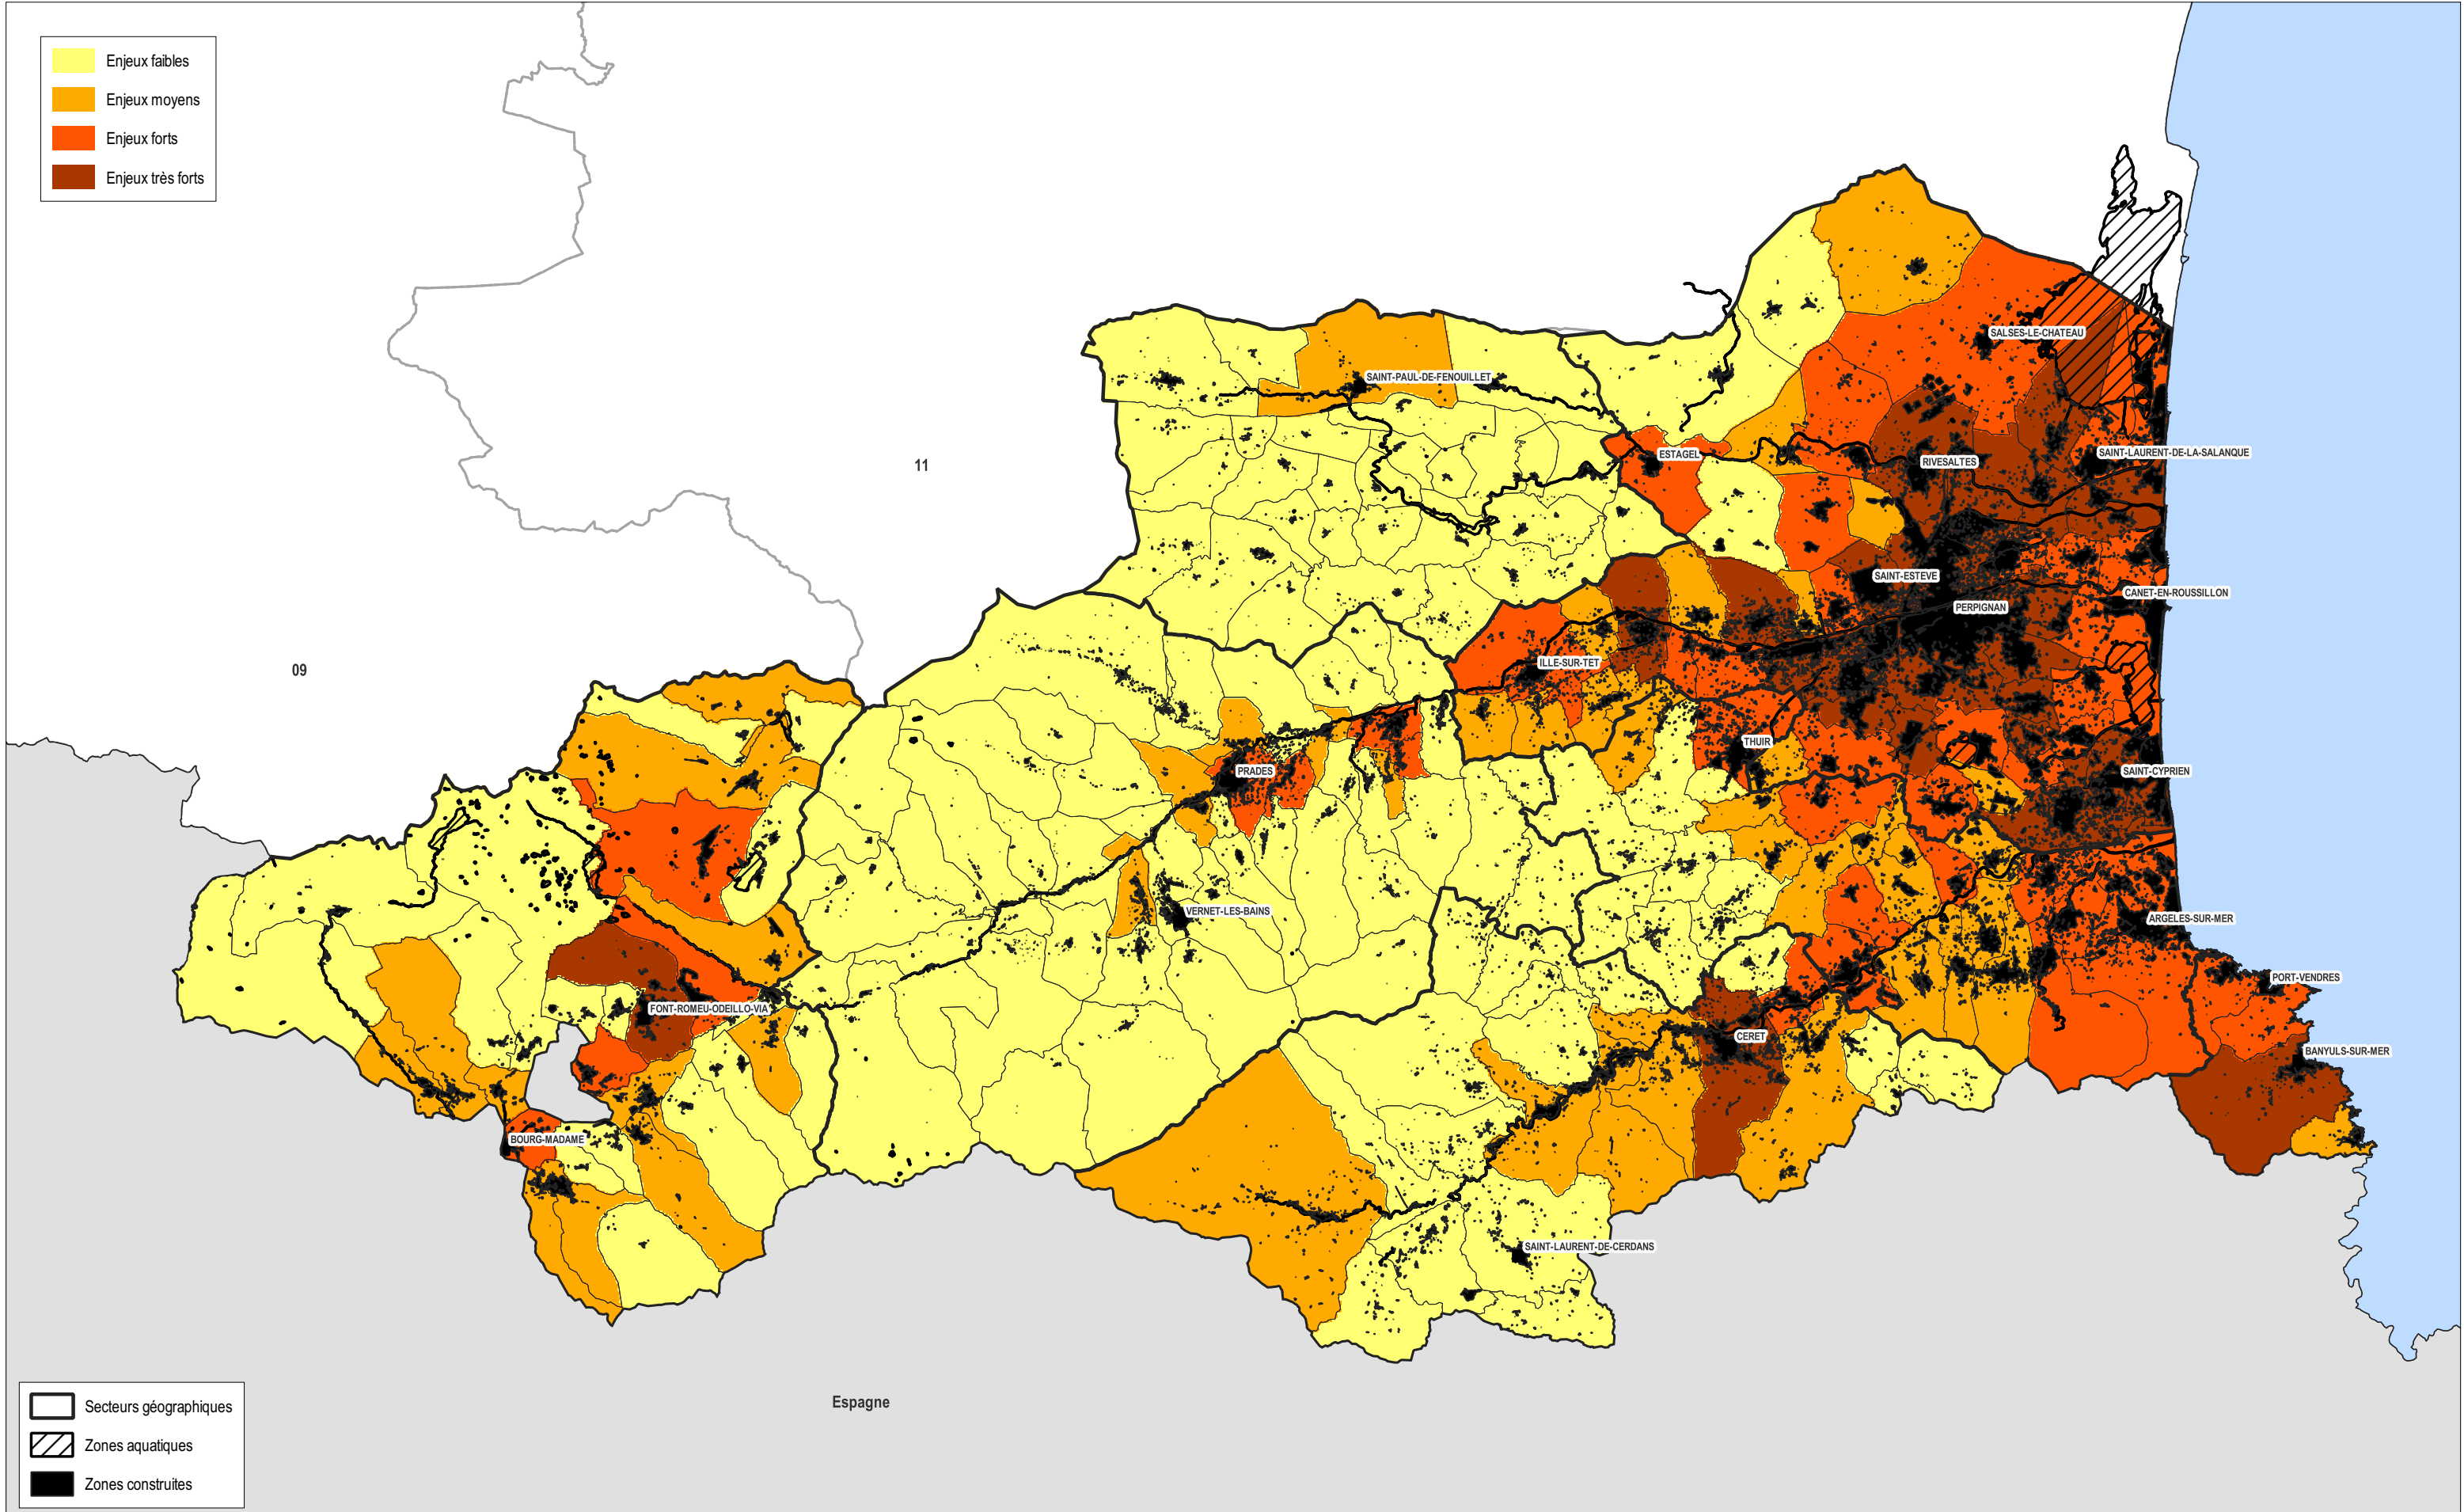 Enjeux faibles
Enjeux moyens
Enjeux forts
Enjeux très forts
SALSES-LE-CHATEAU
SAINT-PAUL-DE-FENOUILLET
ESTAGEL
SAINT-LAURENT-DE-LA-SALANQUE
11
RIVESALTES
SAINT-ESTEVE
CANET-EN-ROUSSILLON
PERPIGNAN
09
ILLE-SUR-TET
THUIR
PRADES
SAINT-CYPRIEN
VERNET-LES-BAINS
ARGELES-SUR-MER
PORT-VENDRES
FONT-ROMEU-ODEILLO-VIA
CERET
BANYULS-SUR-MER
BOURG-MADAME
SAINT-LAURENT-DE-CERDANS
Espagne
Secteurs géographiques
Zones aquatiques
Zones construites